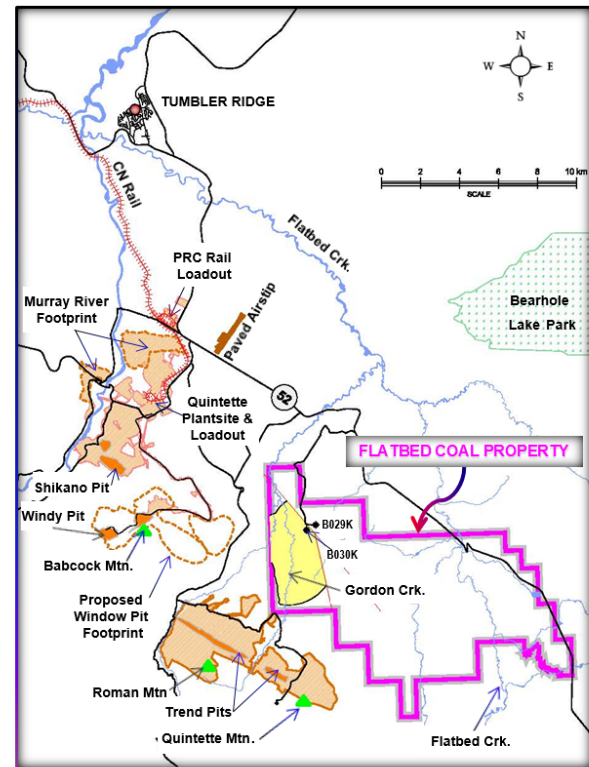 N
W
E
S
TUMBLER RIDGE
0 2 4 6 8 10 km
SCALE
CN Rail
Flatbed Crk.
PRC Rail
Loadout
Murray River
Footprint
Paved Airstip
Bearhole
Lake Park
52
Quintette
Plantsite &
Loadout
FLATBED COAL PROPERTY
Shikano Pit
Windy Pit
B029K
B030K
Babcock Mtn.
Gordon Crk.
Proposed
Window Pit
Footprint
Roman Mtn
Trend Pits
Quintette Mtn.
Flatbed Crk.